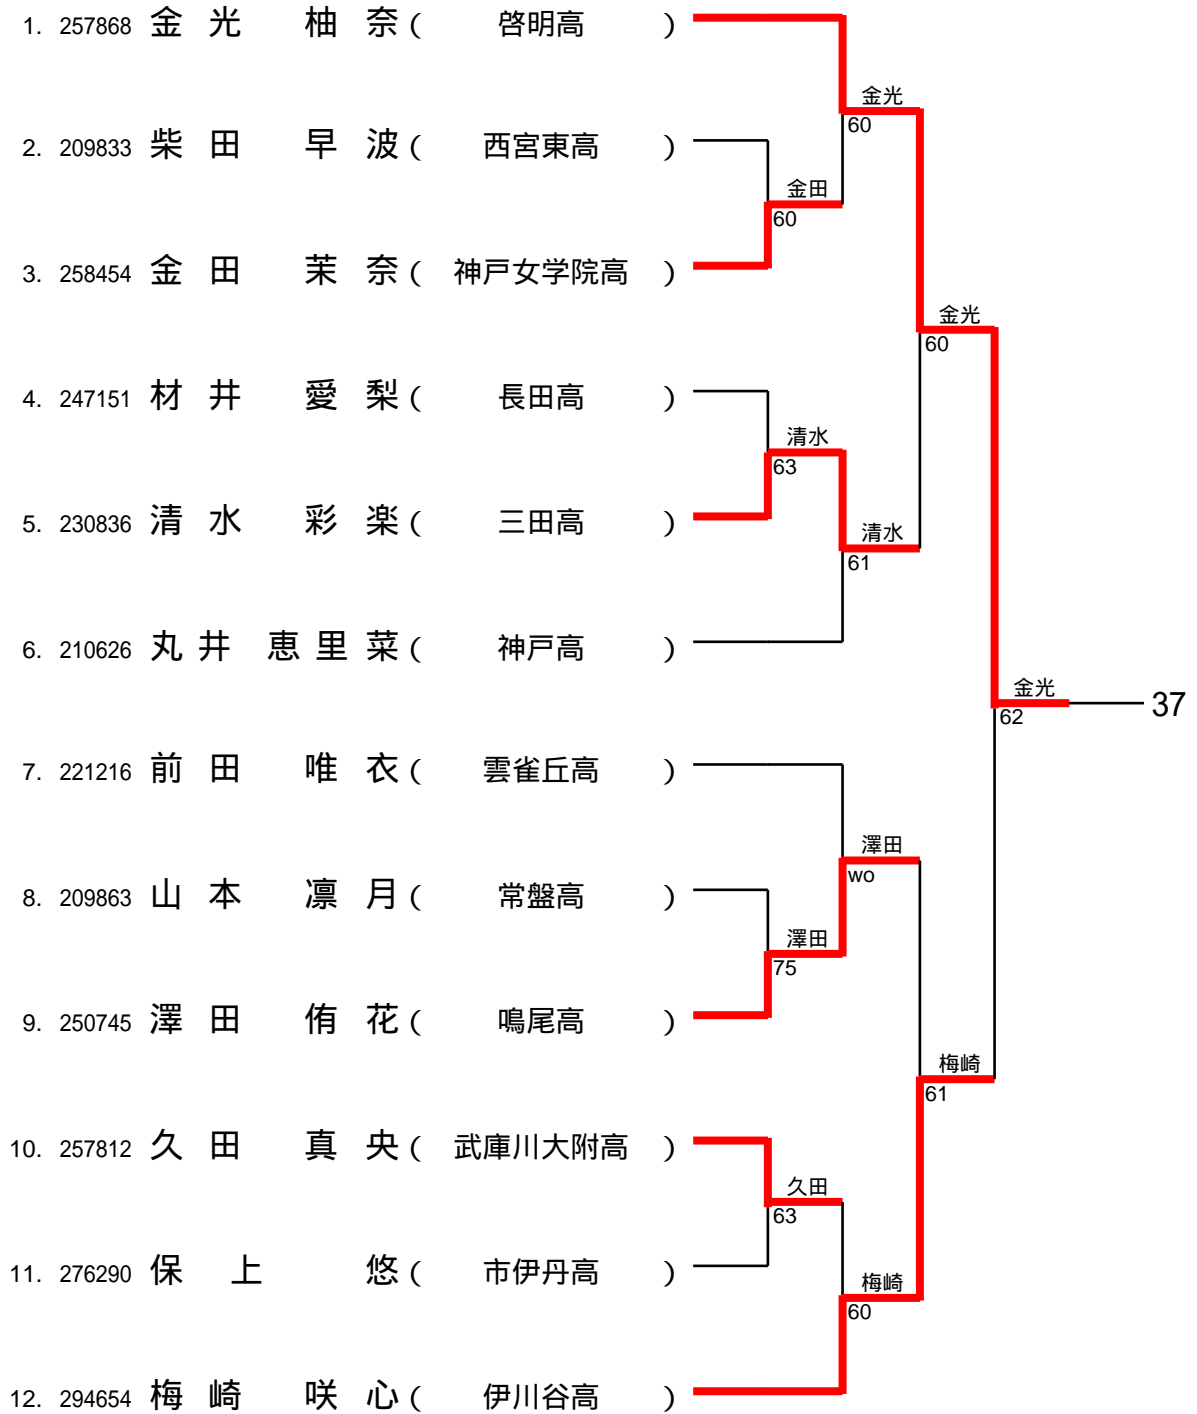 1. 257868 金光 柚奈 ( 啓明高 )
金光
60
2. 209833 柴田 早波 ( 西宮東高 )
金田
60
3. 258454 金田 茉奈 ( 神戸女学院高 )
金光
60
4. 247151 材井 愛梨 ( 長田高 )
清水
63
5. 230836 清水 彩楽 ( 三田高 )
清水
61
6. 210626 丸井 恵里菜 ( 神戸高 )
金光
62
37
7. 221216 前田 唯衣 ( 雲雀丘高 )
澤田
wo
8. 209863 山本 凛月 ( 常盤高 )
澤田
75
9. 250745 澤田 侑花 ( 鳴尾高 )
梅崎
61
10. 257812 久田 真央 ( 武庫川大附高 )
久田
63
11. 276290 保上 悠 ( 市伊丹高 )
梅崎
60
12. 294654 梅崎 咲心 ( 伊川谷高 )